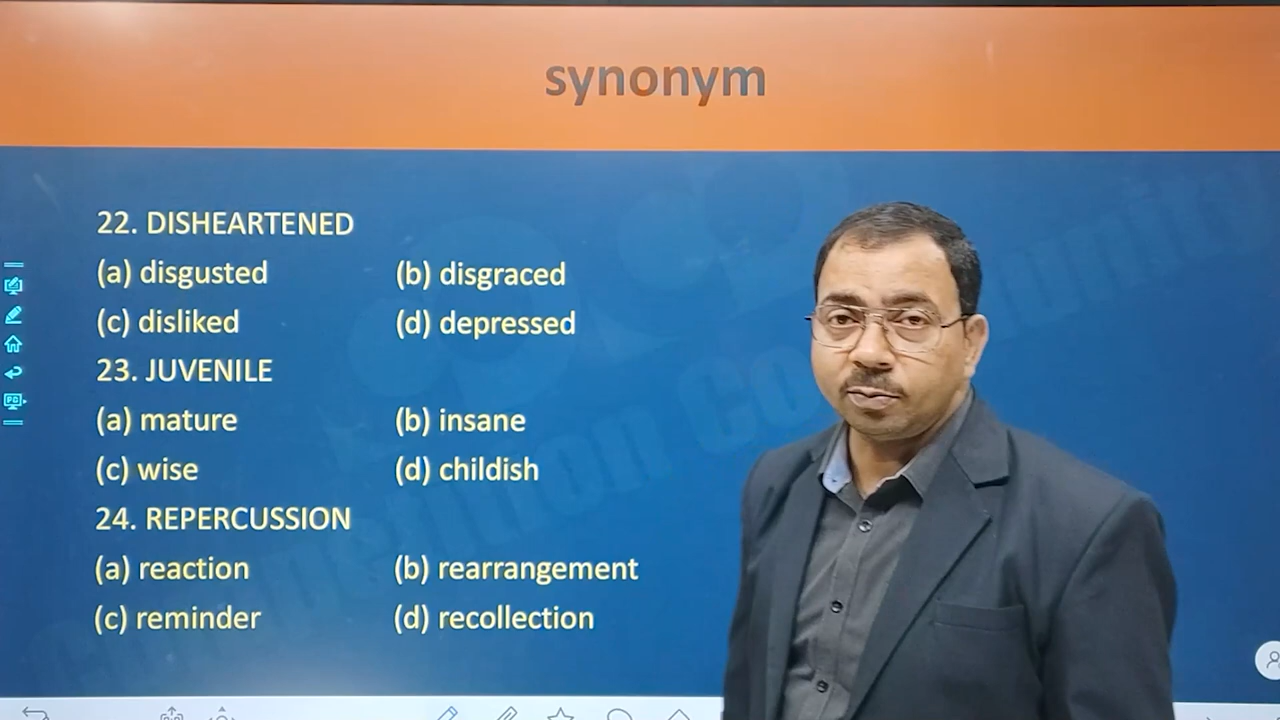 synonym
22. DISHEARTENED
(a) disgusted (b) disgraced
(c) disliked (d) depressed
23. JUVENILE
(a) mature (b) insane
(c) wise (d) childish
24. REPERCUSSION
(a) reaction (b) rearrangement
(c) reminder (d) recollection